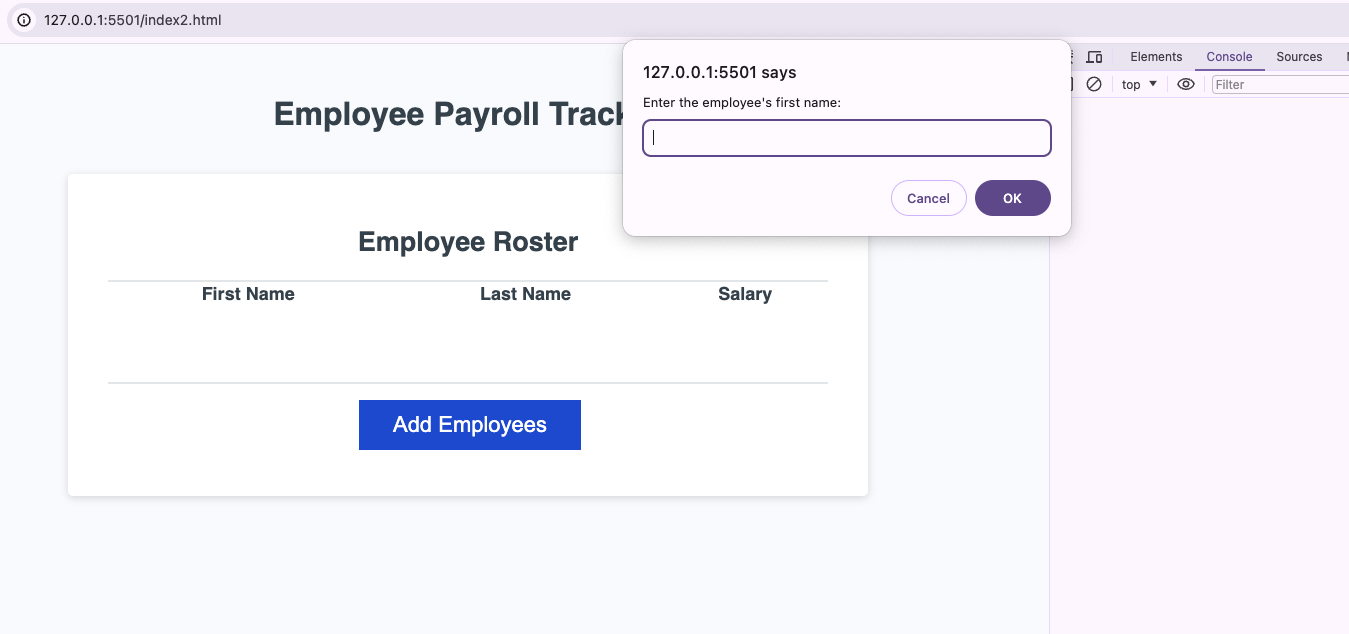 127.0.0.1:5501/index2.html
127.0.0.1:5501 says
Enter the employee's first name:
Cancel
OK
Elements
Console
Sources
top
Filter
Employee Payroll Track
Employee Roster
First Name Last Name Salary
Add Employees